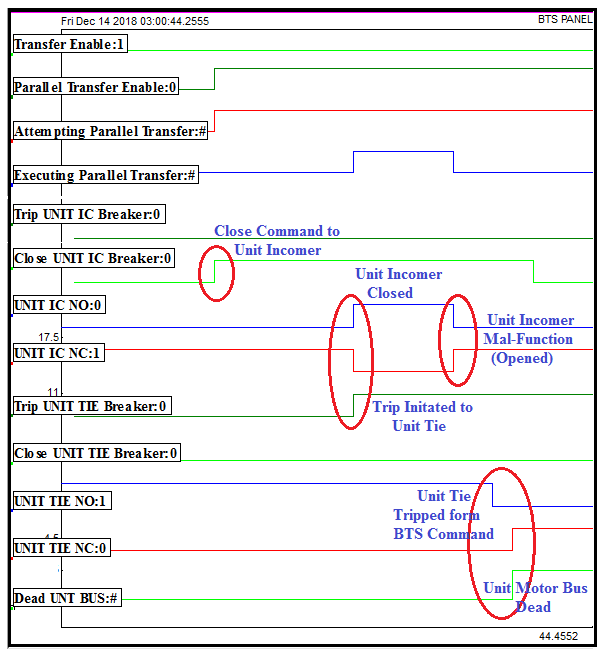 Fri Dec 14 2018 03:00:44.2555
BTS PANEL
Transfer Enable:1
Parallel Transfer Enable:0
Attempting Parallel Transfer:#
Executing Parallel Transfer:#
Trip UNIT IC Breaker:0
Close Command to
Unit Incomer
Close UNIT IC Breaker:0
Unit Incomer
Closed
UNIT IC NO:0
Unit Incomer
Mal-Function
(Opened)
17.5
UNIT IC NC:1
11
Trip UNIT TIE Breaker:0
Trip Initated to
Unit Tie
Close UNIT TIE Breaker:0
UNIT TIE NO:1
Unit Tie
Tripped form
BTS Command
UNIT TIE NC:0
Unit Motor Bus
Dead
Dead UNT BUS:#
44.4552